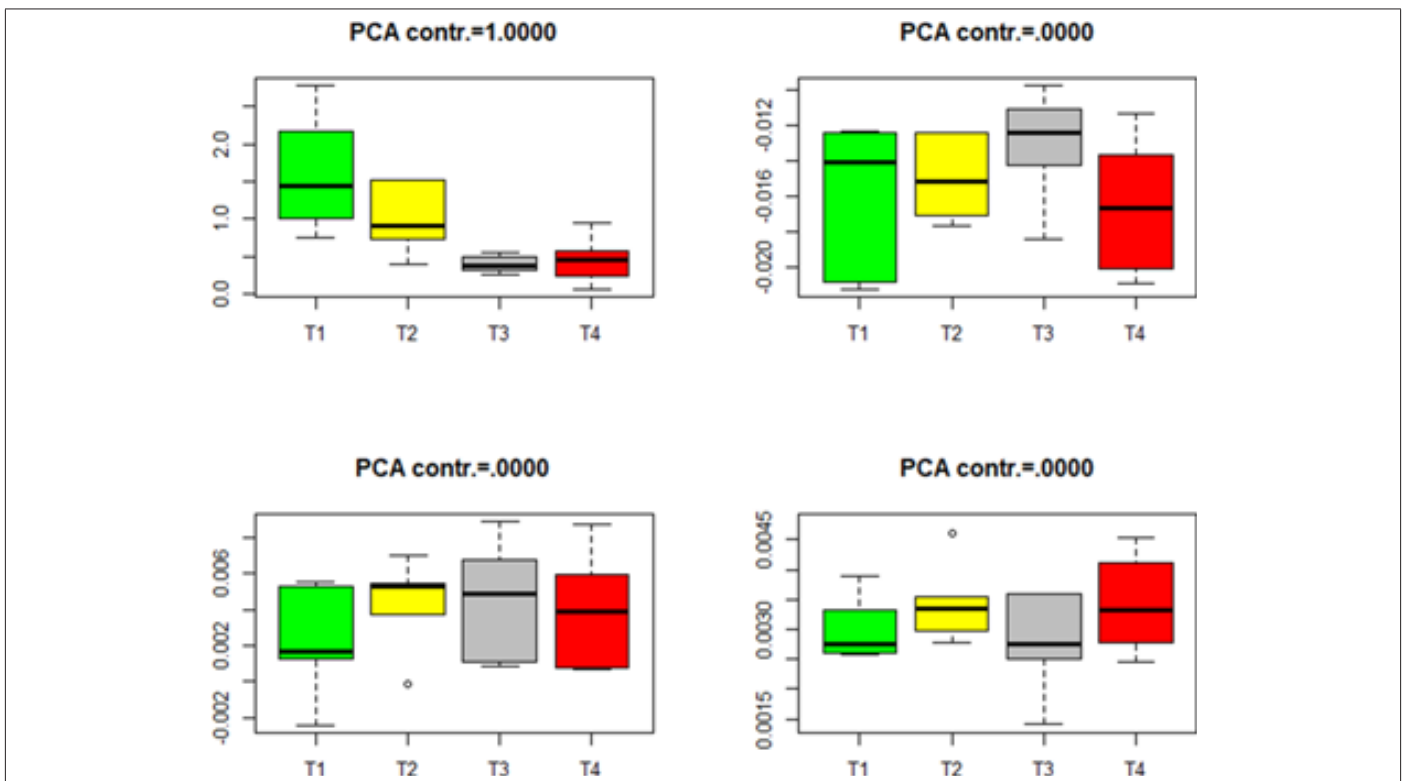 PCA contr.=1.0000
2.0
1.0
0.0
T1 T2 T3 T4
PCA contr.=.0000
-0.012
-0.016
-0.020
T1 T2 T3 T4
PCA contr.=.0000
0.006
0.002
-0.002
T1 T2 T3 T4
PCA contr.=.0000
0.0045
0.0030
0.0015
T1 T2 T3 T4